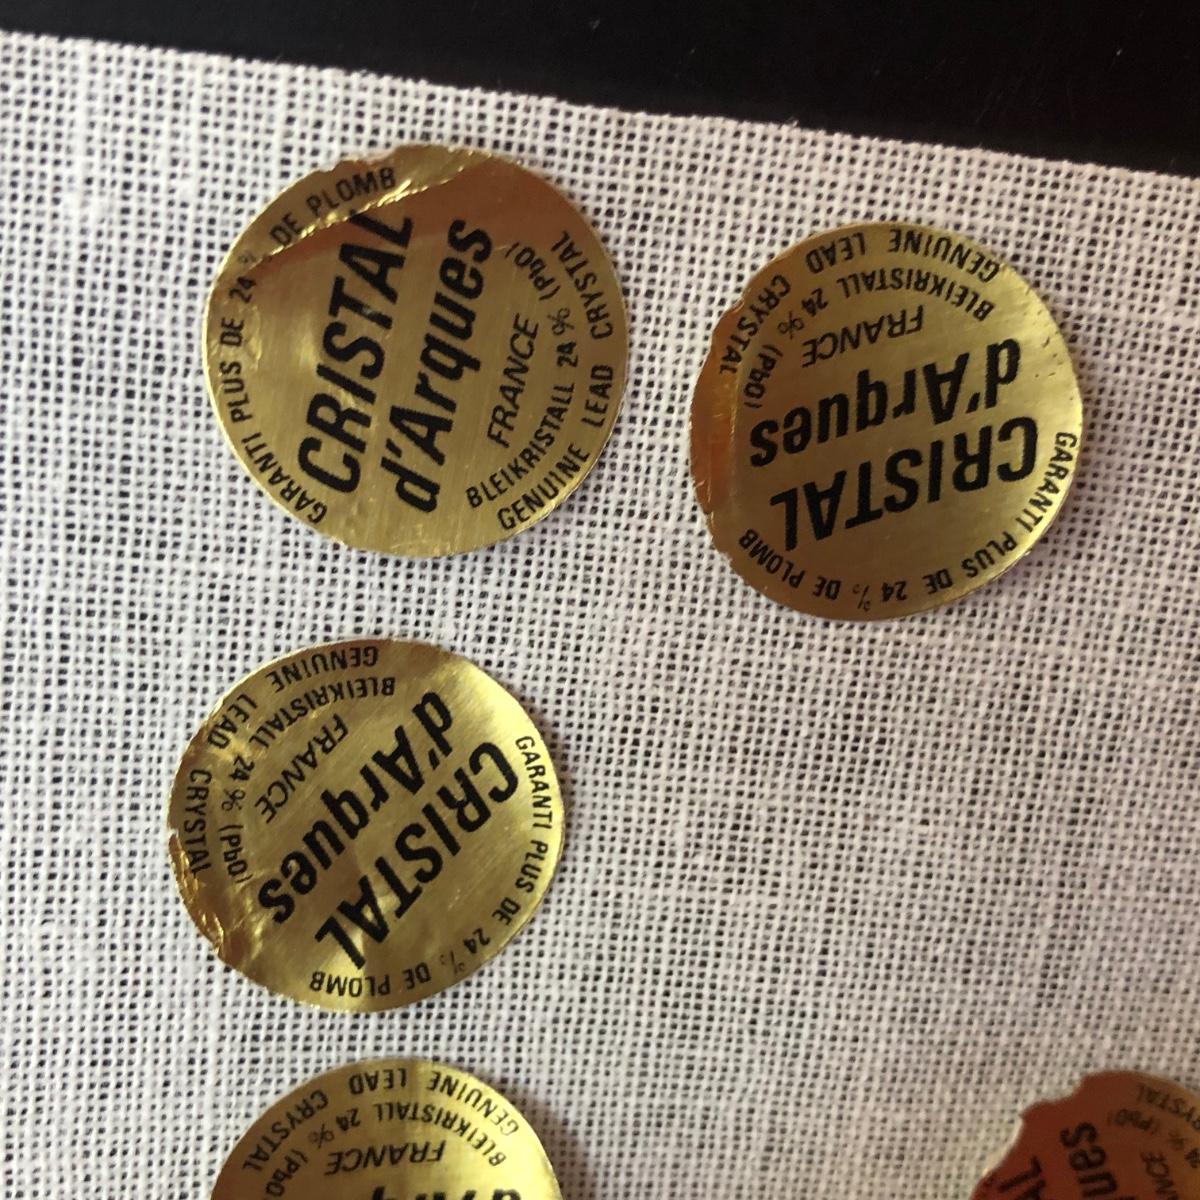 GARANTI PLUS DE 24 % DE PLOMB
CRISTAL
d'Arques
FRANCE
BLEIKRISTALL 24 % (PbO)
GENUINE LEAD CRYSTAL
GARANTI PLUS DE 24 % DE PLOMB
CRISTAL
d'Arques
FRANCE
BLEIKRISTALL 24 % (PbO)
GENUINE LEAD CRYSTAL
GARANTI PLUS DE 24 % DE PLOMB
CRISTAL
d'Arques
FRANCE
BLEIKRISTALL 24 % (PbO)
GENUINE LEAD CRYSTAL
FRANCE
BLEIKRISTALL 24 % (PbO)
GENUINE LEAD CRYSTAL